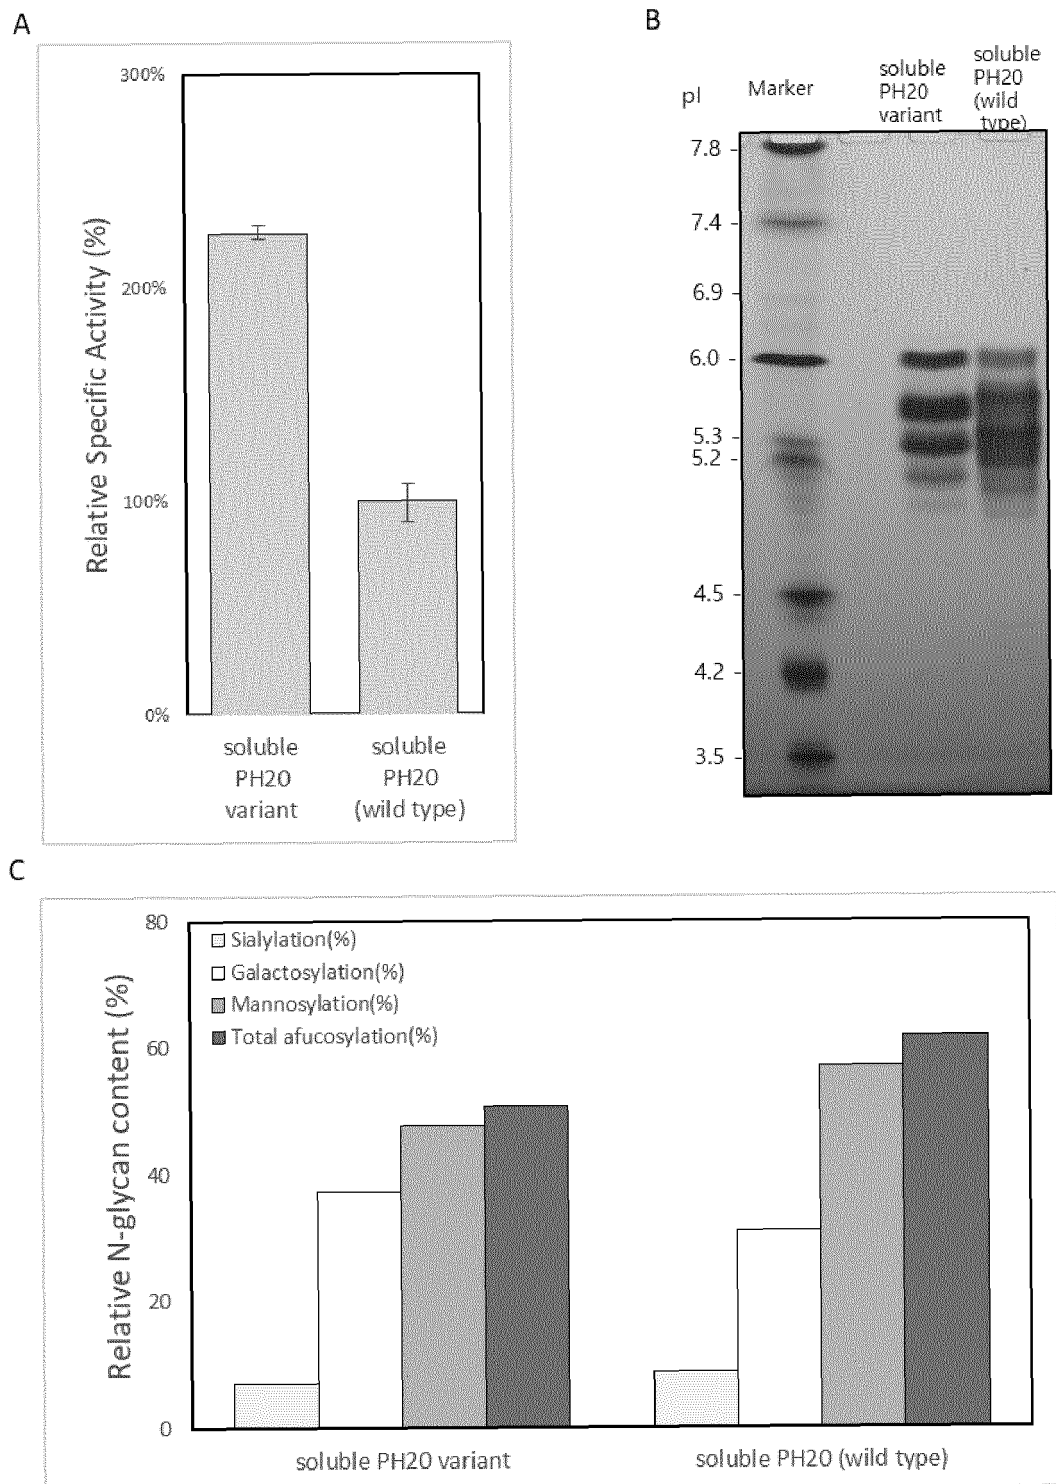 A
300%
200%
100%
0%
Relative Specific Activity (%)
soluble
PH20
variant
soluble
PH20
(wild type)
B
pI
Marker
soluble
PH20
variant
soluble
PH20
(wild
type)
7.8
7.4
6.9
6.0
5.3
5.2
4.5
4.2
3.5
C
80
60
40
20
0
Relative N-glycan content (%)
Sialylation(%)
Galactosylation(%)
Mannosylation(%)
Total afucosylation(%)
soluble PH20 variant
soluble PH20 (wild type)